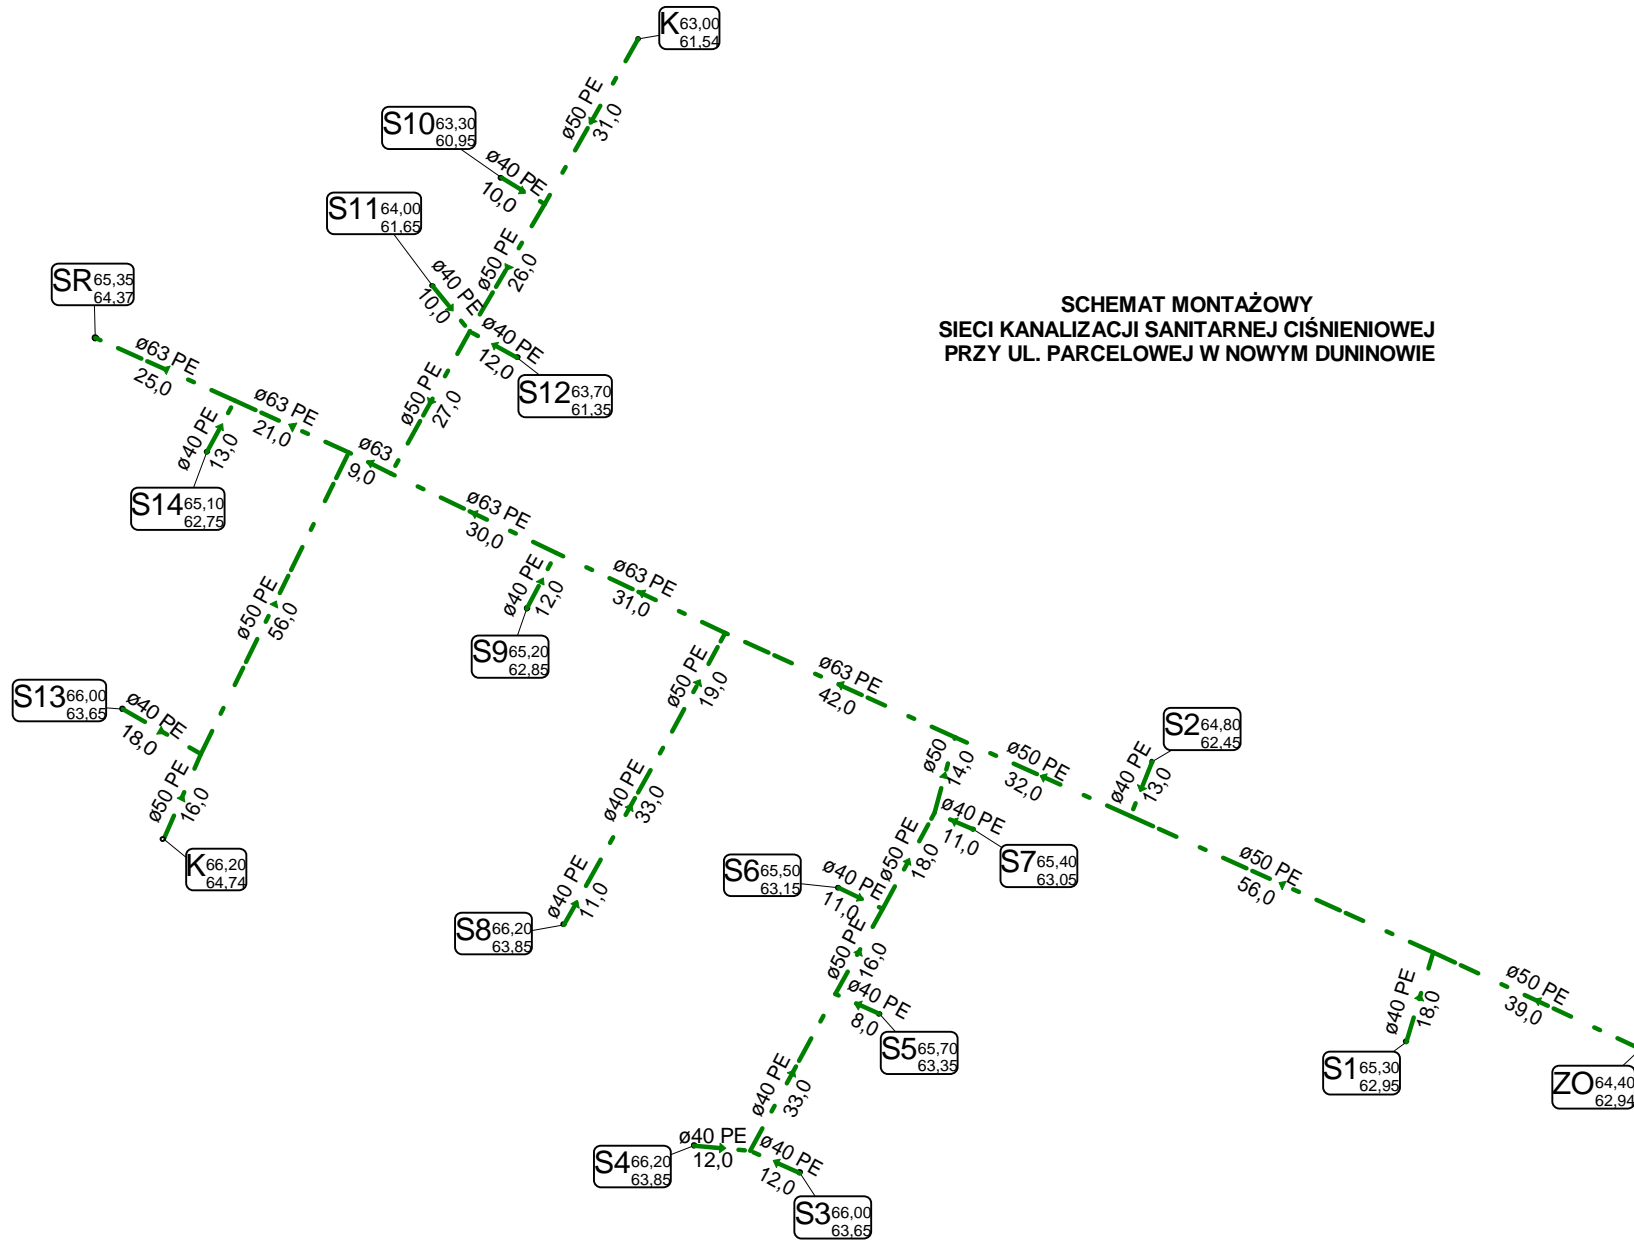 K 63,00
61,54
ø50 PE
31,0
S10 63,30
60,95
ø40 PE
10,0
S11 64,00
61,65
ø50 PE
26,0
ø40 PE
10,0
SR 65,35
64,37
SCHEMAT MONTAŻOWY
SIECI KANALIZACJI SANITARNEJ CIŚNIENIOWEJ
PRZY UL. PARCELOWEJ W NOWYM DUNINOWIE
ø40 PE
12,0
S12 63,70
61,35
ø63 PE
25,0
ø50 PE
27,0
ø63 PE
21,0
ø40 PE
13,0
S14 65,10
62,75
ø63
9,0
ø63 PE
30,0
ø40 PE
12,0
S9 65,20
62,85
ø63 PE
31,0
ø50 PE
56,0
S13 66,00
63,65
ø40 PE
18,0
ø50 PE
16,0
K 66,20
64,74
ø50 PE
19,0
ø40 PE
33,0
ø40 PE
11,0
S8 66,20
63,85
ø63 PE
42,0
ø50
14,0
ø50 PE
32,0
S2 64,80
62,45
ø40 PE
13,0
ø40 PE
11,0
S7 65,40
63,05
ø50 PE
18,0
S6 65,50
63,15
ø40 PE
11,0
ø50 PE
16,0
ø40 PE
8,0
S5 65,70
63,35
ø50 PE
56,0
ø40 PE
18,0
S1 65,30
62,95
ø50 PE
39,0
ZO 64,40
62,94
ø40 PE
33,0
S4 66,20
63,85
ø40 PE
12,0
ø40 PE
12,0
S3 66,00
63,65